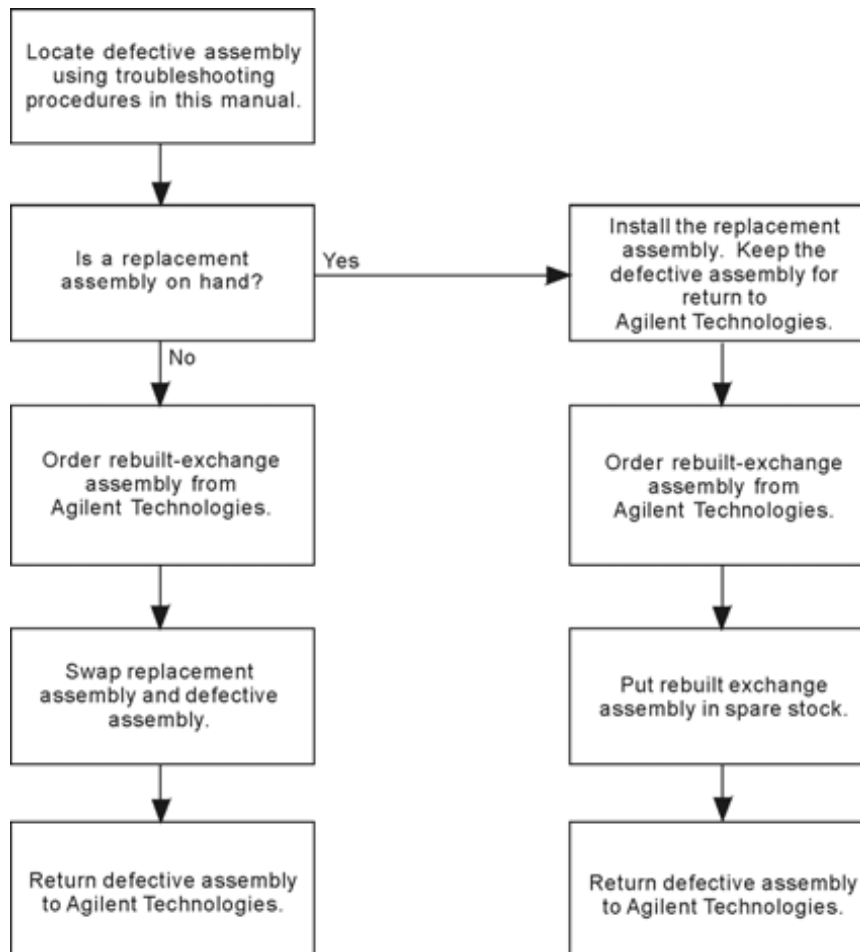 Locate defective assembly
using troubleshooting
procedures in this manual.
Is a replacement
assembly on hand?
Yes
Install the replacement
assembly. Keep the
defective assembly for
return to
Agilent Technologies.
No
Order rebuilt-exchange
assembly from
Agilent Technologies.
Order rebuilt-exchange
assembly from
Agilent Technologies.
Swap replacement
assembly and defective
assembly.
Put rebuilt exchange
assembly in spare stock.
Return defective assembly
to Agilent Technologies.
Return defective assembly
to Agilent Technologies.